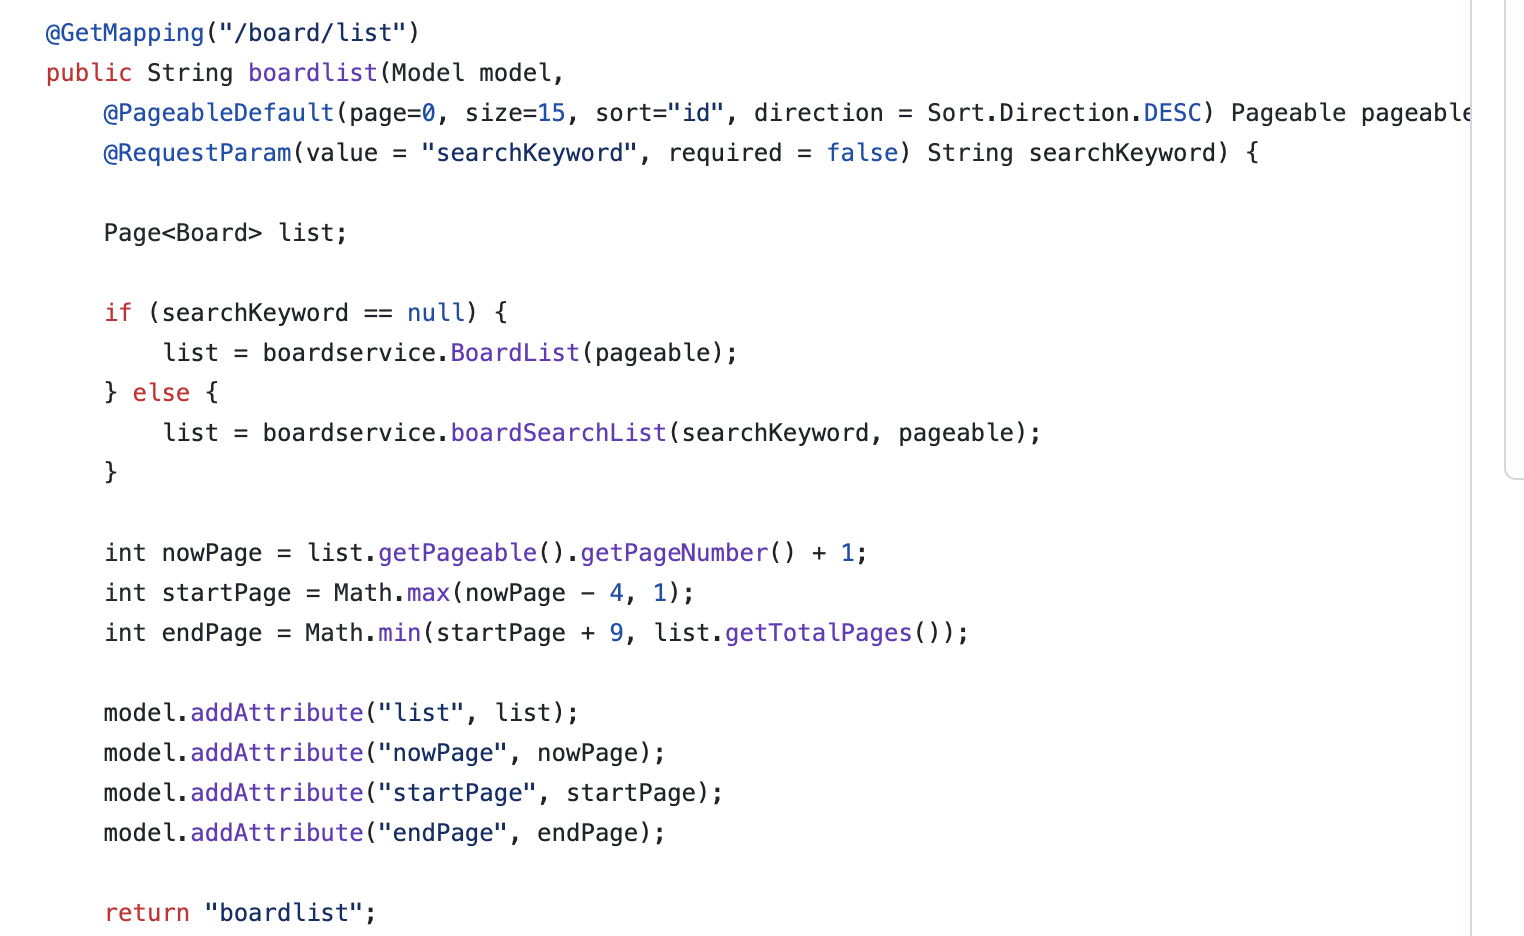 @GetMapping("/board/list")
public String boardlist(Model model,
    @PageableDefault(page=0, size=15, sort="id", direction = Sort.Direction.DESC) Pageable pageable
    @RequestParam(value = "searchKeyword", required = false) String searchKeyword) {

    Page<Board> list;

    if (searchKeyword == null) {
        list = boardservice.BoardList(pageable);
    } else {
        list = boardservice.boardSearchList(searchKeyword, pageable);
    }

    int nowPage = list.getPageable().getPageNumber() + 1;
    int startPage = Math.max(nowPage - 4, 1);
    int endPage = Math.min(startPage + 9, list.getTotalPages());

    model.addAttribute("list", list);
    model.addAttribute("nowPage", nowPage);
    model.addAttribute("startPage", startPage);
    model.addAttribute("endPage", endPage);

    return "boardlist";